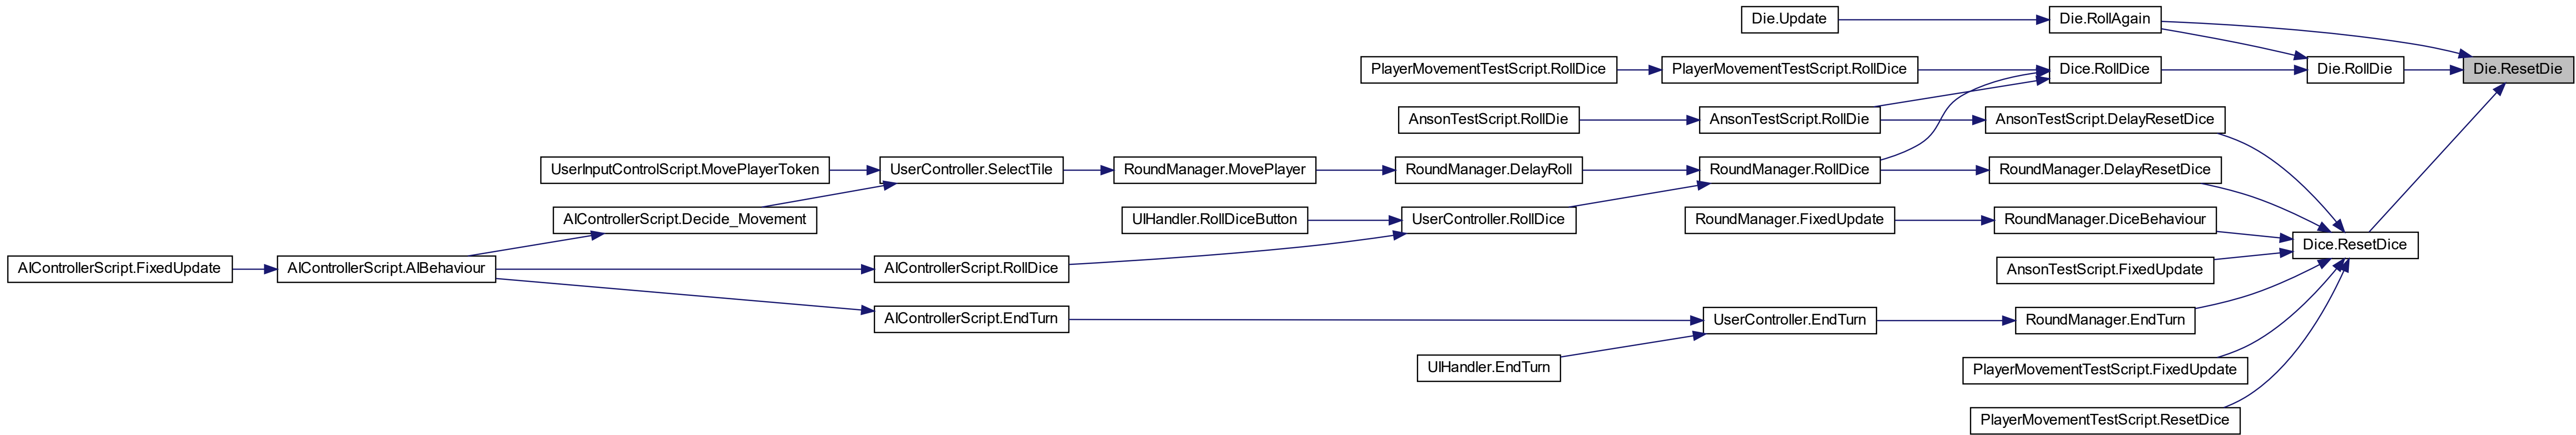 Die.Update
Die.RollAgain
PlayerMovementTestScript.RollDice
PlayerMovementTestScript.RollDice
Dice.RollDice
Die.RollDie
Die.ResetDie
AnsonTestScript.RollDie
AnsonTestScript.RollDie
AnsonTestScript.DelayResetDice
UserInputControlScript.MovePlayerToken
UserController.SelectTile
RoundManager.MovePlayer
RoundManager.DelayRoll
RoundManager.RollDice
RoundManager.DelayResetDice
AIControllerScript.Decide_Movement
UIHandler.RollDiceButton
UserController.RollDice
RoundManager.FixedUpdate
RoundManager.DiceBehaviour
Dice.ResetDice
AIControllerScript.FixedUpdate
AIControllerScript.AIBehaviour
AIControllerScript.RollDice
AnsonTestScript.FixedUpdate
AIControllerScript.EndTurn
UserController.EndTurn
RoundManager.EndTurn
UIHandler.EndTurn
PlayerMovementTestScript.FixedUpdate
PlayerMovementTestScript.ResetDice